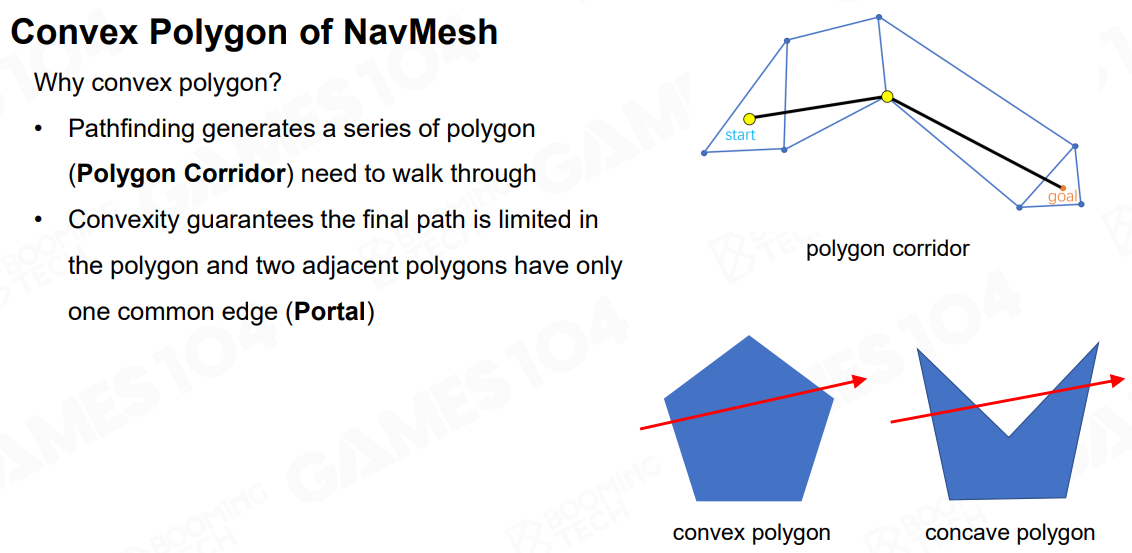 Convex Polygon of NavMesh
Why convex polygon?
• Pathfinding generates a series of polygon
(Polygon Corridor) need to walk through
• Convexity guarantees the final path is limited in
the polygon and two adjacent polygons have only
one common edge (Portal)
start
goal
polygon corridor
convex polygon
concave polygon
GAMES104
BOOMING
TECH